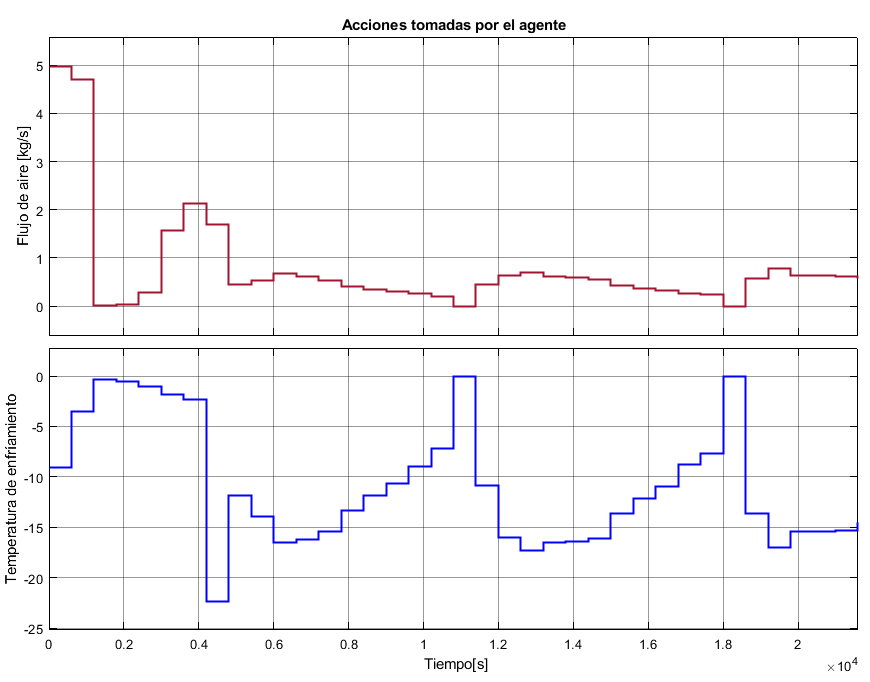 Acciones tomadas por el agente
Flujo de aire [kg/s]
5
4
3
2
1
0
Temperatura de enfriamiento
0
-5
-10
-15
-20
-25
0 0.2 0.4 0.6 0.8 1 1.2 1.4 1.6 1.8 2
Tiempo[s]
×10⁴